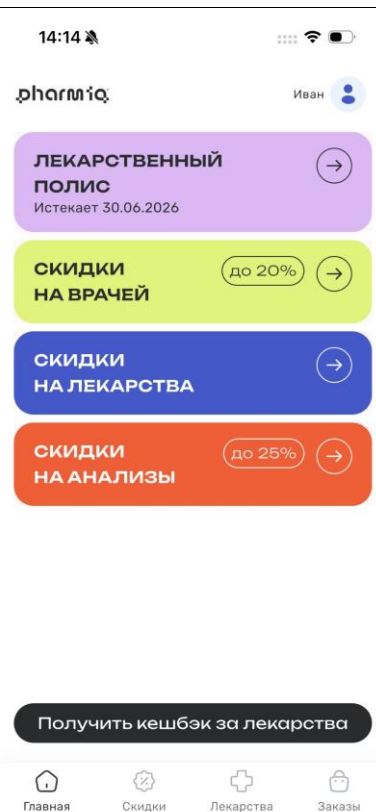 14:14
pharmiq
Иван
ЛЕКАРСТВЕННЫЙ
ПОЛИС
Истекает 30.06.2026
СКИДКИ
НА ВРАЧЕЙ
до 20%
СКИДКИ
НА ЛЕКАРСТВА
СКИДКИ
НА АНАЛИЗЫ
до 25%
Получить кешбэк за лекарства
Главная Скидки Лекарства Заказы